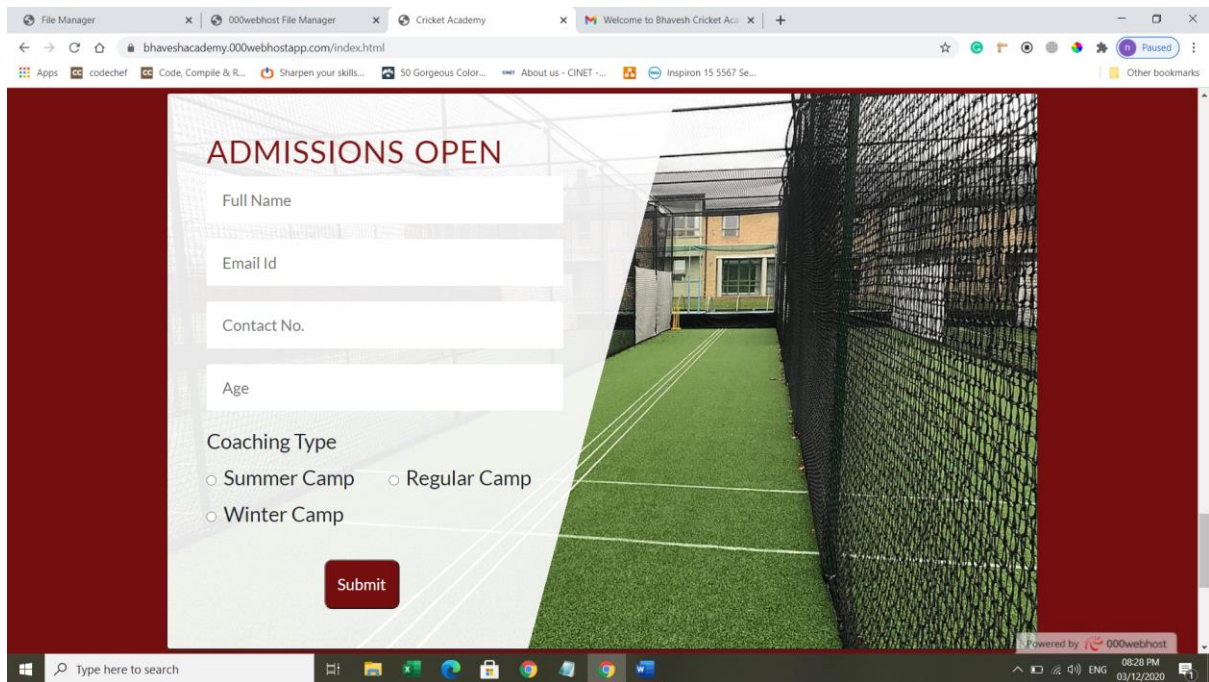 File Manager
000webhost File Manager
Cricket Academy
Welcome to Bhavesh Cricket Aca
bhaveshacademy.000webhostapp.com/index.html
Paused
Apps
codechef
Code, Compile & R...
Sharpen your skills...
50 Gorgeous Color...
About us - CINET -...
Inspiron 15 5567 Se...
Other bookmarks
ADMISSIONS OPEN
Full Name
Email Id
Contact No.
Age
Coaching Type
Summer Camp
Regular Camp
Winter Camp
Submit
Powered by 000webhost
Type here to search
ENG
08:28 PM
03/12/2020